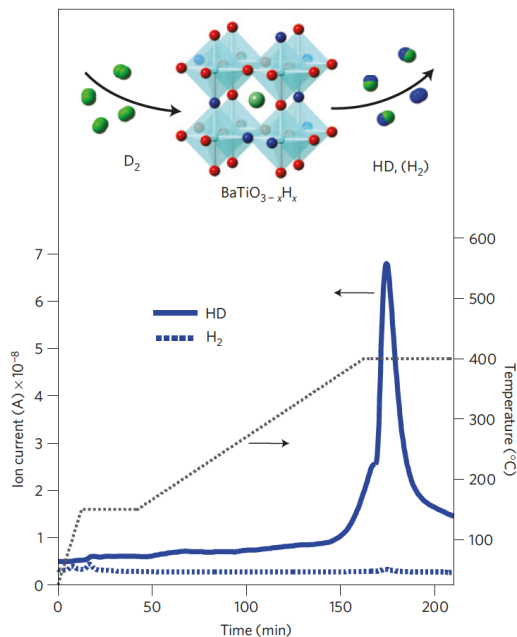 D₂
HD, (H₂)
BaTiO₃₋ₓHₓ
7
6
5
4
3
2
1
0
Ion current (A) × 10⁻⁸
HD
H₂
600
500
400
300
200
100
Temperature (°C)
0
50
100
150
200
Time (min)